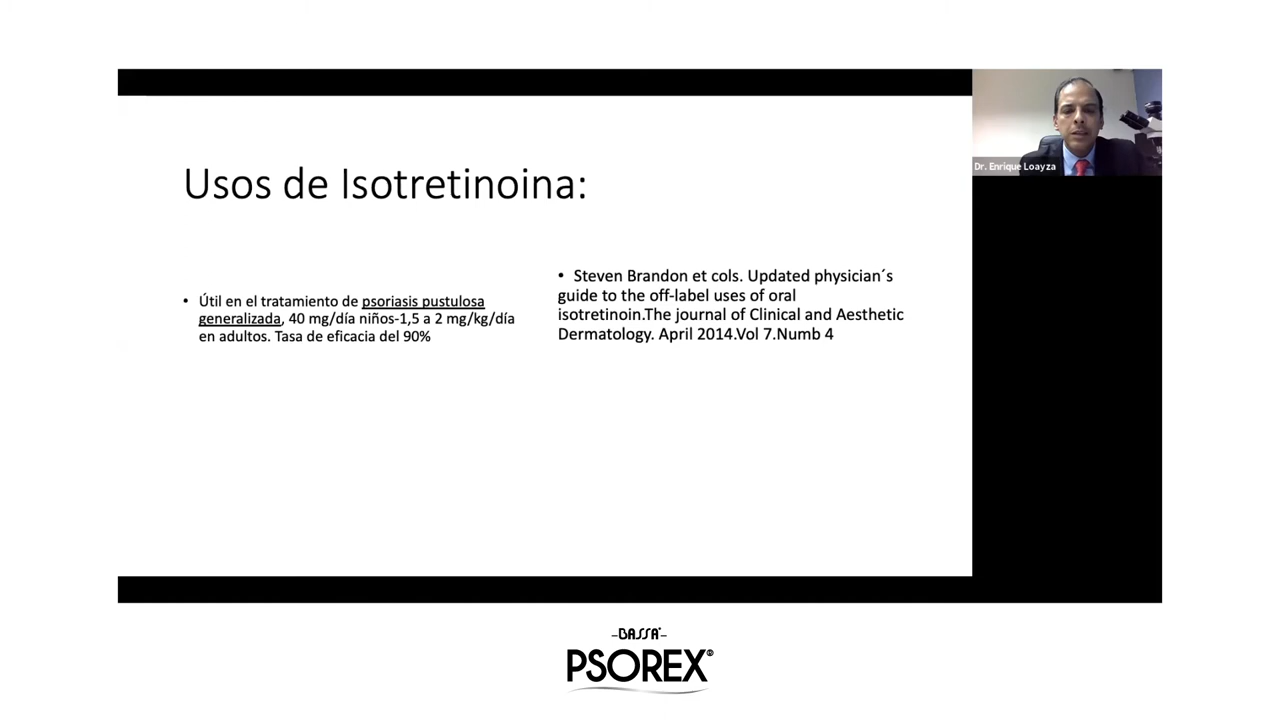 Usos de Isotretinoina:
• Útil en el tratamiento de psoriasis pustulosa
generalizada, 40 mg/día niños-1,5 a 2 mg/kg/día
en adultos. Tasa de eficacia del 90%
• Steven Brandon et cols. Updated physician´s
guide to the off-label uses of oral
isotretinoin.The journal of Clinical and Aesthetic
Dermatology. April 2014.Vol 7.Numb 4
Dr. Enrique Loayza
BASSA
PSOREX®